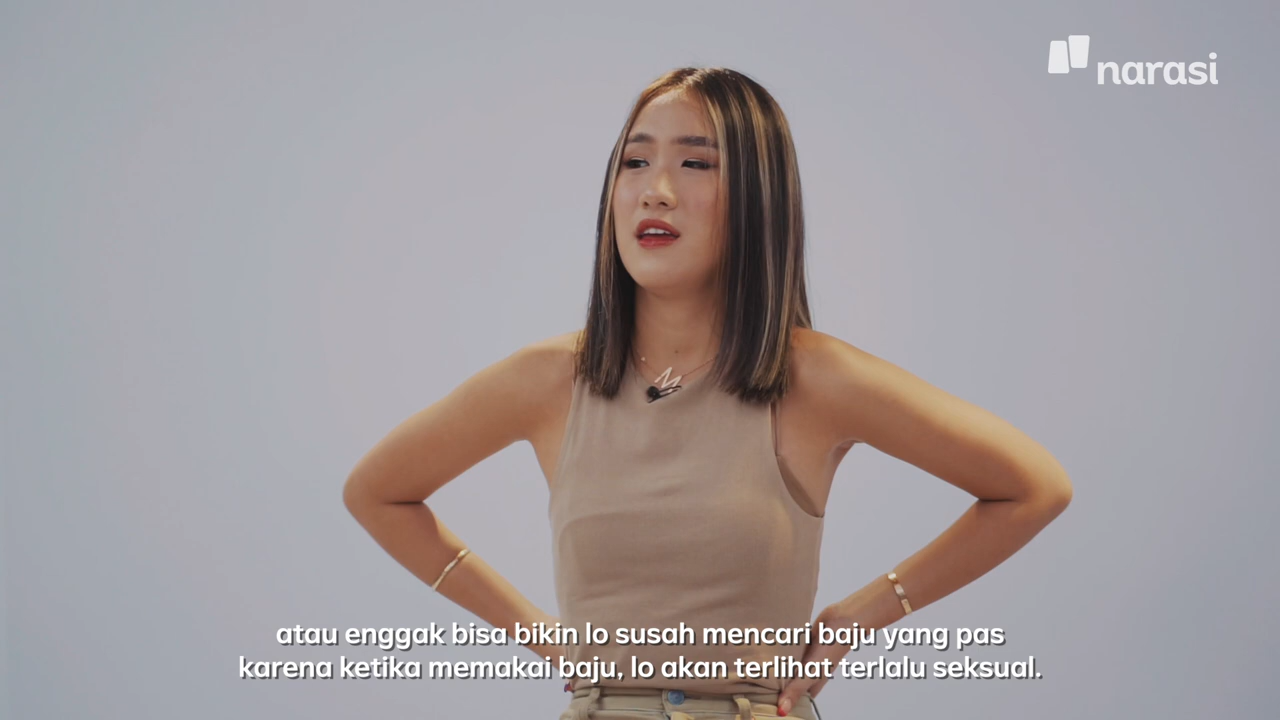 narasi
M
atau enggak bisa bikin lo susah mencari baju yang pas
karena ketika memakai baju, lo akan terlihat terlalu seksual.